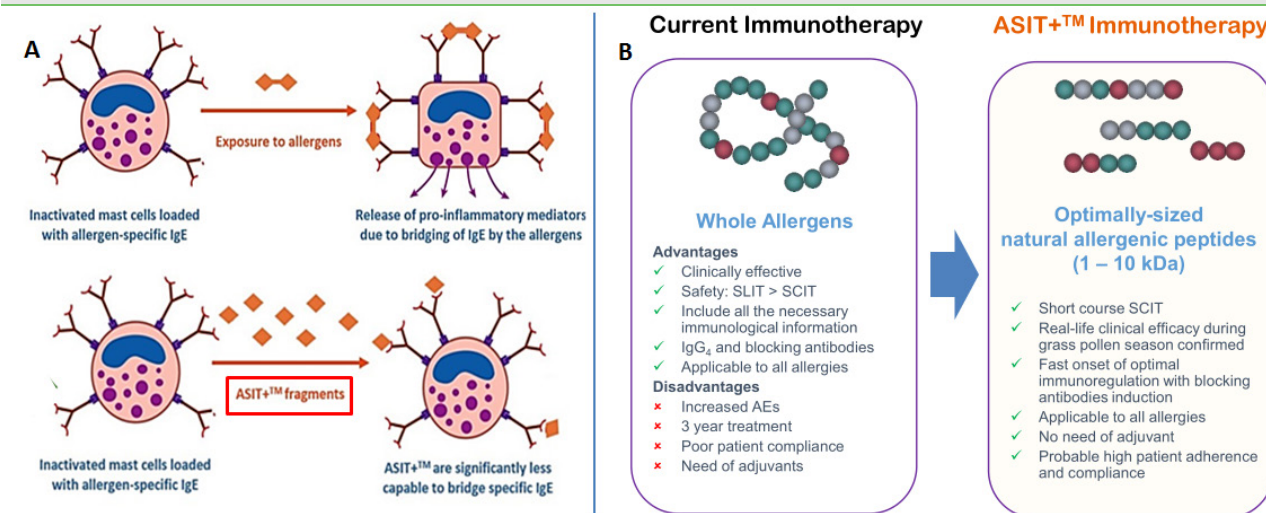 A
Exposure to allergens
Inactivated mast cells loaded
with allergen-specific IgE
Release of pro-inflammatory mediators
due to bridging of IgE by the allergens
ASIT+™ fragments
Inactivated mast cells loaded
with allergen-specific IgE
ASIT+™ are significantly less
capable to bridge specific IgE
B
Current Immunotherapy
Whole Allergens
Advantages
✓ Clinically effective
✓ Safety: SLIT > SCIT
✓ Include all the necessary
immunological information
✓ IgG₄ and blocking antibodies
✓ Applicable to all allergies
Disadvantages
✗ Increased AEs
✗ 3 year treatment
✗ Poor patient compliance
✗ Need of adjuvants
ASIT+™ Immunotherapy
Optimally-sized
natural allergenic peptides
(1 – 10 kDa)
✓ Short course SCIT
✓ Real-life clinical efficacy during
grass pollen season confirmed
✓ Fast onset of optimal
immunoregulation with blocking
antibodies induction
✓ Applicable to all allergies
✓ No need of adjuvant
✓ Probable high patient adherence
and compliance